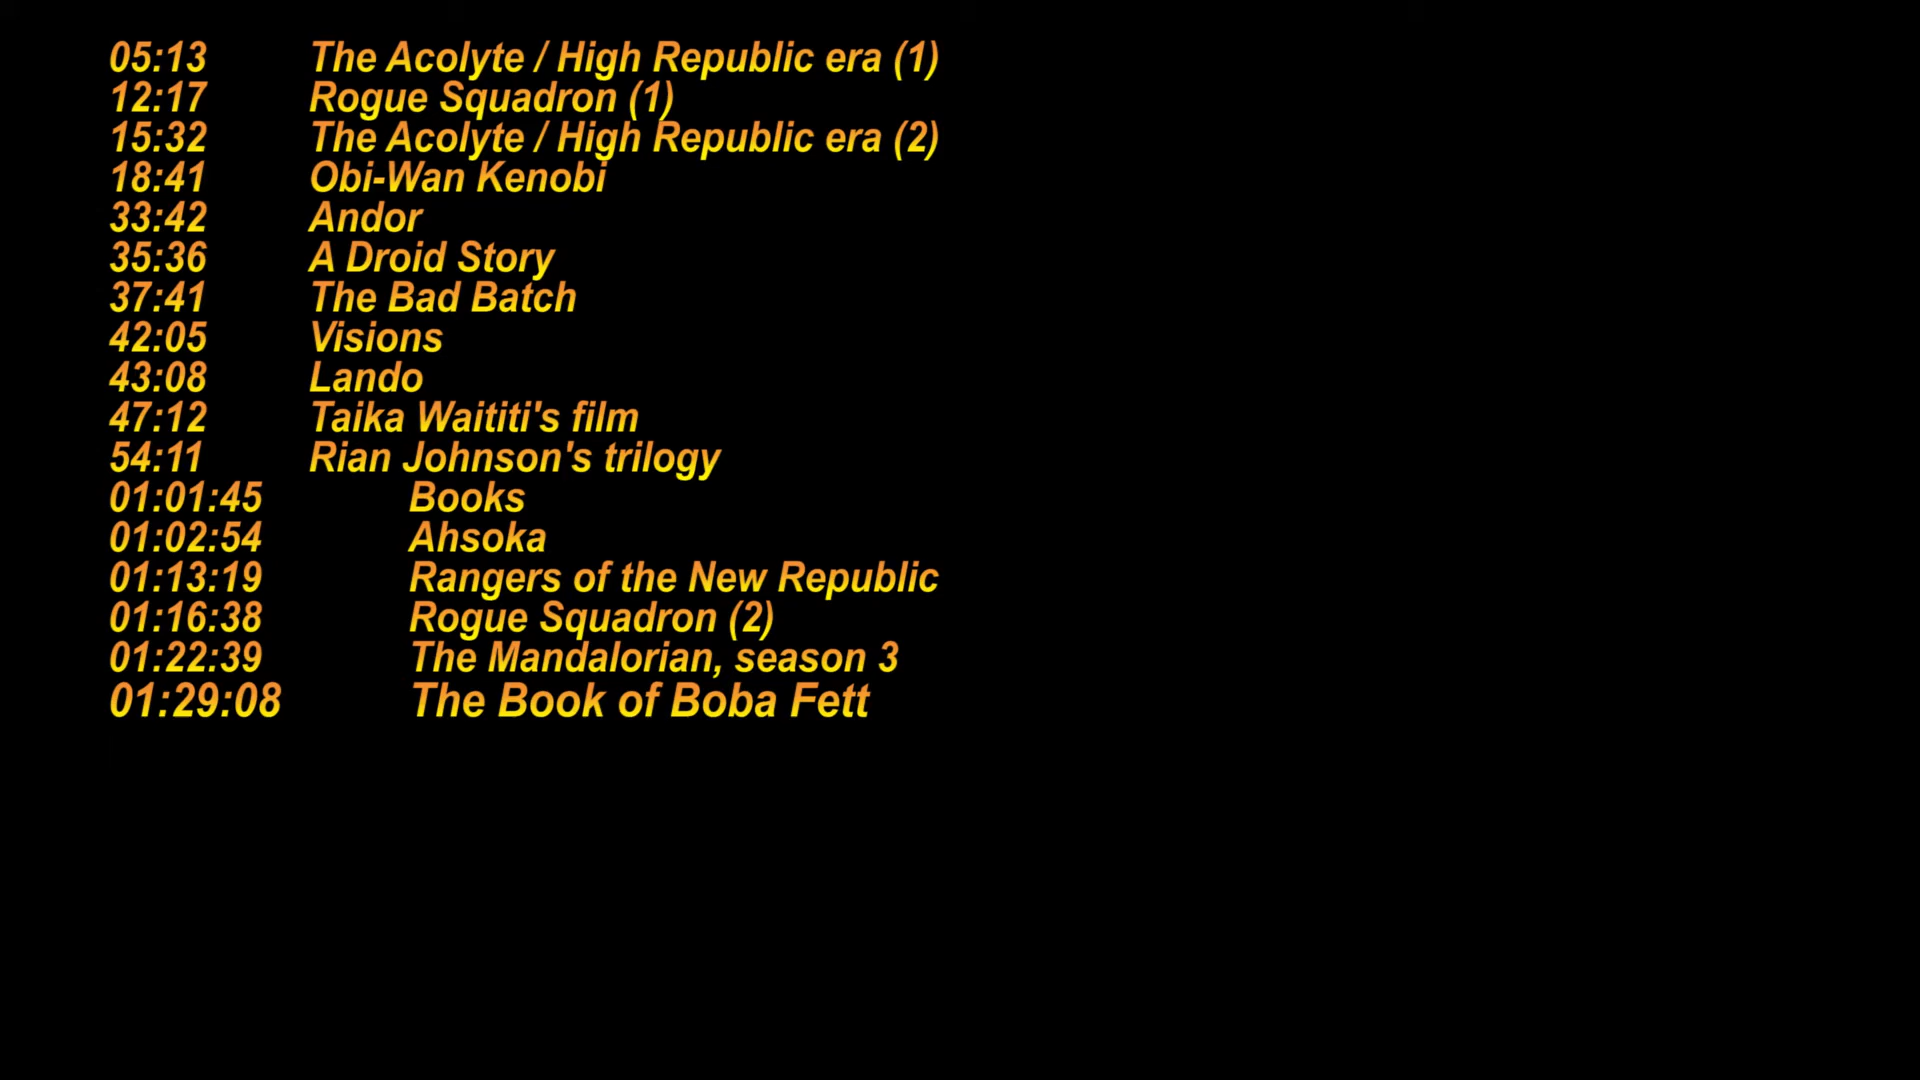 05:13 The Acolyte / High Republic era (1)
12:17 Rogue Squadron (1)
15:32 The Acolyte / High Republic era (2)
18:41 Obi-Wan Kenobi
33:42 Andor
35:36 A Droid Story
37:41 The Bad Batch
42:05 Visions
43:08 Lando
47:12 Taika Waititi's film
54:11 Rian Johnson's trilogy
01:01:45 Books
01:02:54 Ahsoka
01:13:19 Rangers of the New Republic
01:16:38 Rogue Squadron (2)
01:22:39 The Mandalorian, season 3
01:29:08 The Book of Boba Fett